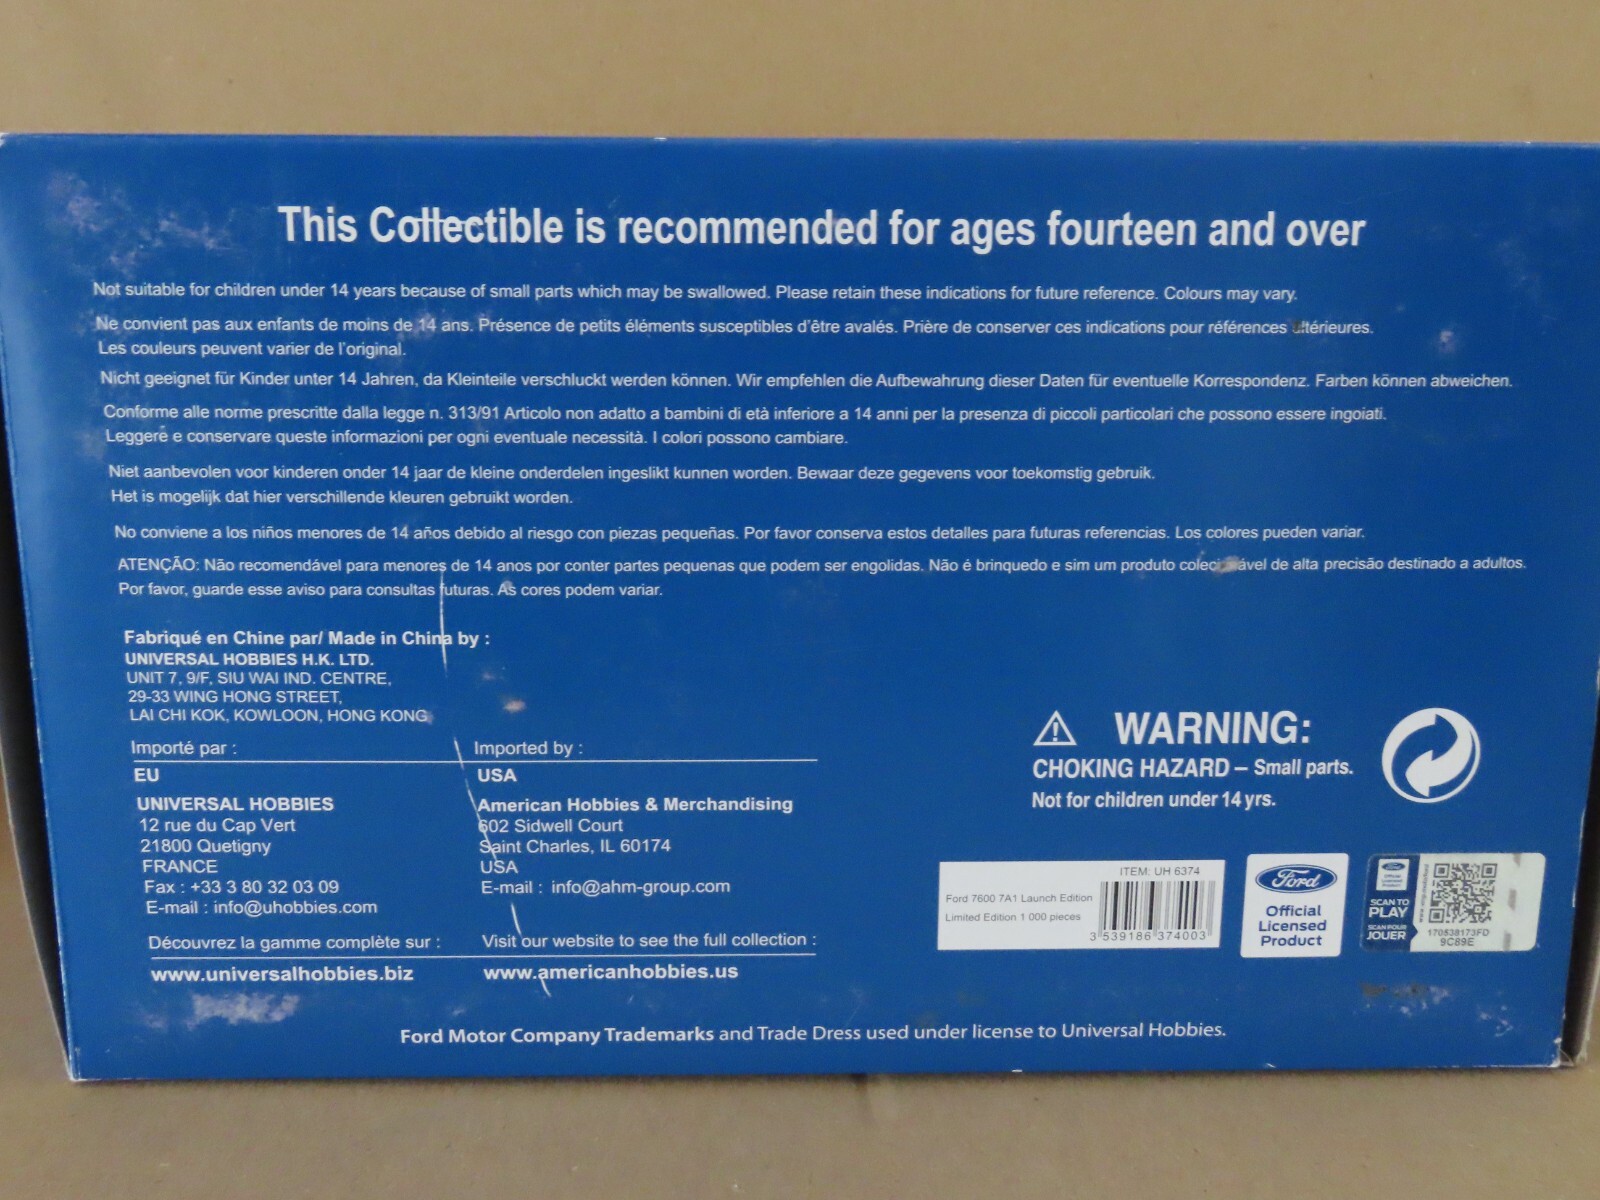 This Collectible is recommended for ages fourteen and over
Not suitable for children under 14 years because of small parts which may be swallowed. Please retain these indications for future reference. Colours may vary.
Ne convient pas aux enfants de moins de 14 ans. Présence de petits éléments susceptibles d'être avalés. Prière de conserver ces indications pour références ultérieures.
Les couleurs peuvent varier de l'original.
Nicht geeignet für Kinder unter 14 Jahren, da Kleinteile verschluckt werden können. Wir empfehlen die Aufbewahrung dieser Daten für eventuelle Korrespondenz. Farben können abweichen.
Conforme alle norme prescritte dalla legge n. 313/91 Articolo non adatto a bambini di età inferiore a 14 anni per la presenza di piccoli particolari che possono essere ingoiati.
Leggere e conservare queste informazioni per ogni eventuale necessità. I colori possono cambiare.
Niet aanbevolen voor kinderen onder 14 jaar de kleine onderdelen ingeslikt kunnen worden. Bewaar deze gegevens voor toekomstig gebruik.
Het is mogelijk dat hier verschillende kleuren gebruikt worden.
No conviene a los niños menores de 14 años debido al riesgo con piezas pequeñas. Por favor conserva estos detalles para futuras referencias. Los colores pueden variar.
ATENÇÃO: Não recomendável para menores de 14 anos por conter partes pequenas que podem ser engolidas. Não é brinquedo e sim um produto colecionável de alta precisão destinado a adultos.
Por favor, guarde esse aviso para consultas futuras. As cores podem variar.
Fabriqué en Chine par/ Made in China by :
UNIVERSAL HOBBIES H.K. LTD.
UNIT 7, 9/F, SIU WAI IND. CENTRE,
29-33 WING HONG STREET,
LAI CHI KOK, KOWLOON, HONG KONG
Importé par :
EU
UNIVERSAL HOBBIES
12 rue du Cap Vert
21800 Quetigny
FRANCE
Fax : +33 3 80 32 03 09
E-mail : info@uhobbies.com
Découvrez la gamme complète sur :
www.universalhobbies.biz
Imported by :
USA
American Hobbies & Merchandising
602 Sidwell Court
Saint Charles, IL 60174
USA
E-mail : info@ahm-group.com
Visit our website to see the full collection :
www.americanhobbies.us
WARNING:
CHOKING HAZARD – Small parts.
Not for children under 14 yrs.
ITEM: UH 6374
Ford 7600 7A1 Launch Edition
Limited Edition 1 000 pieces
3 539186 374003
Ford
Official
Licensed
Product
Ford
Official
Licensed
Product
SCAN TO
PLAY
SCAN POUR
JOUER
170538173FD
9C89E
Ford Motor Company Trademarks and Trade Dress used under license to Universal Hobbies.